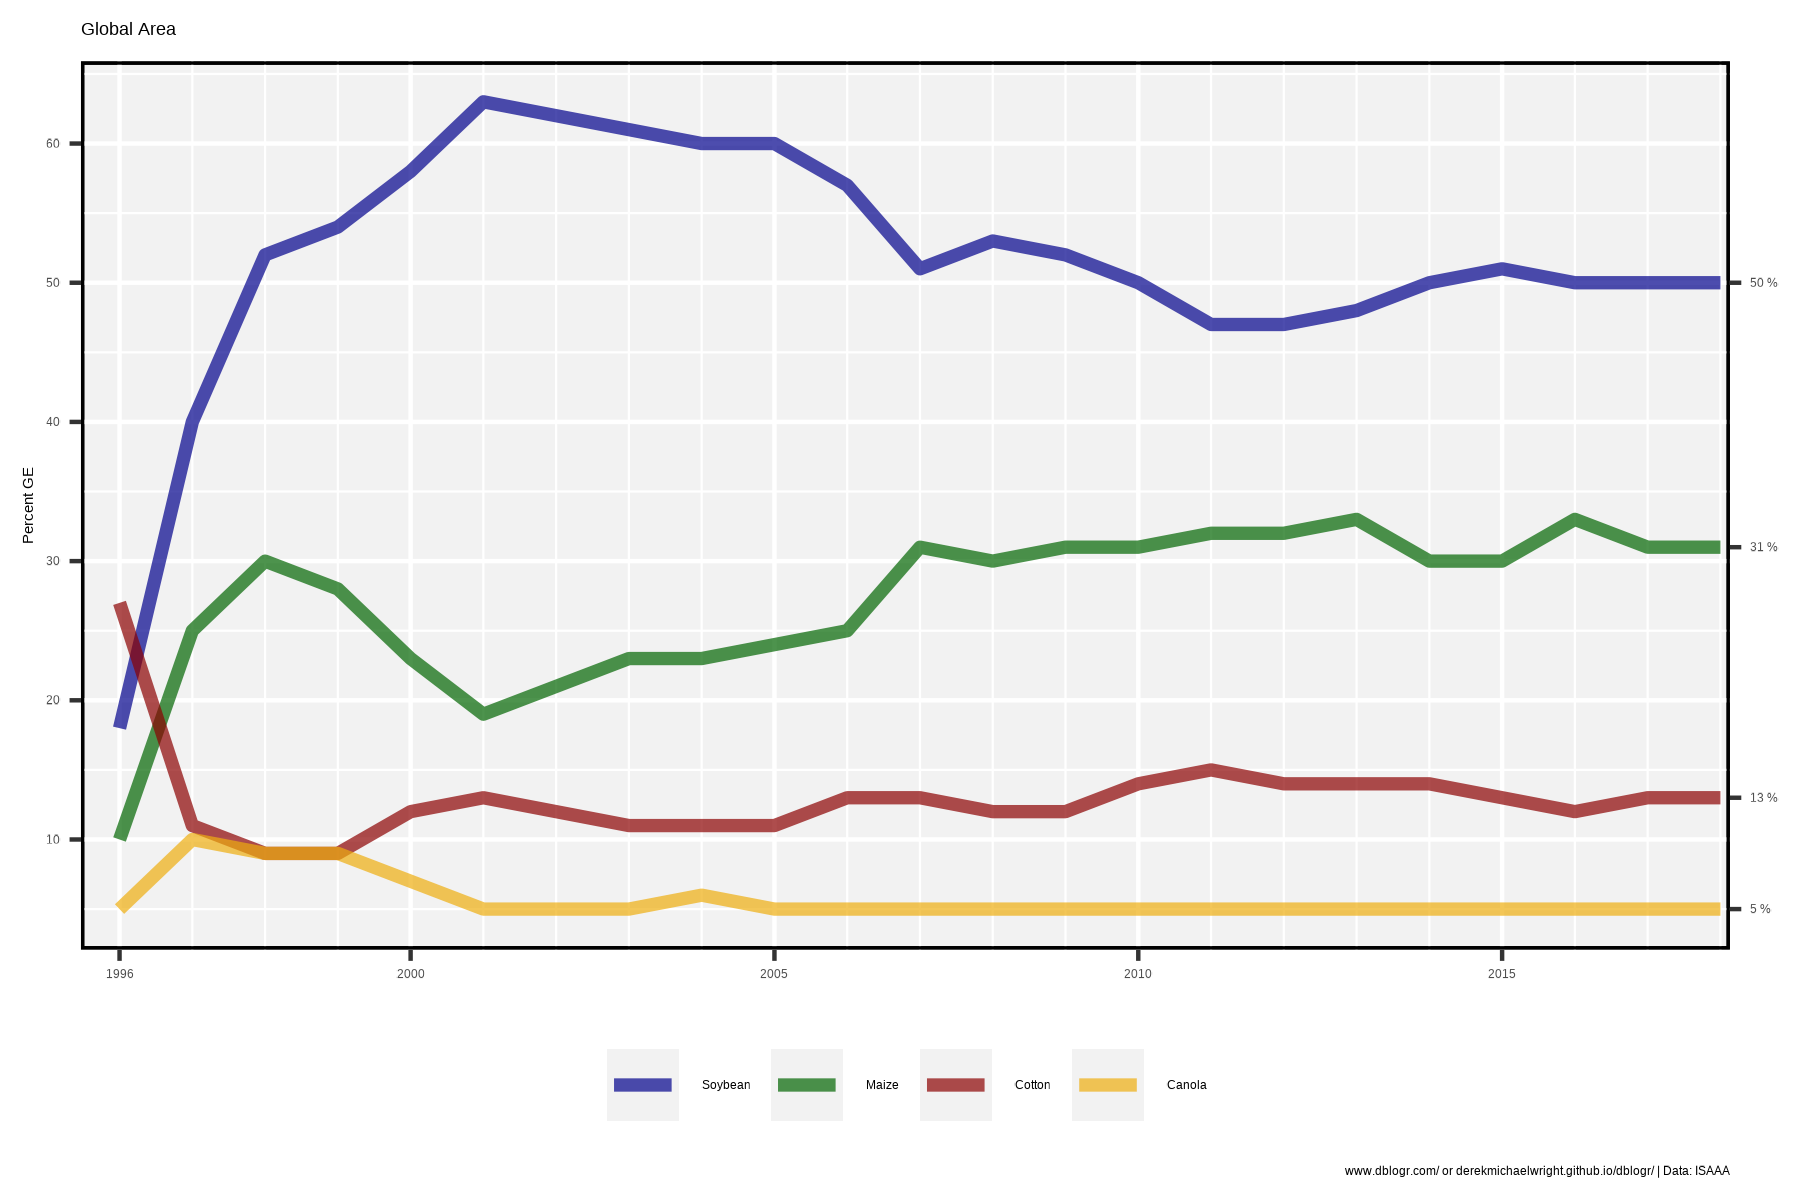 Global Area
Percent GE
60
50
40
30
20
10
50 %
31 %
13 %
5 %
1996
2000
2005
2010
2015
Soybean
Maize
Cotton
Canola
www.dblogr.com/ or derekmichaelwright.github.io/dblogr/ | Data: ISAAA